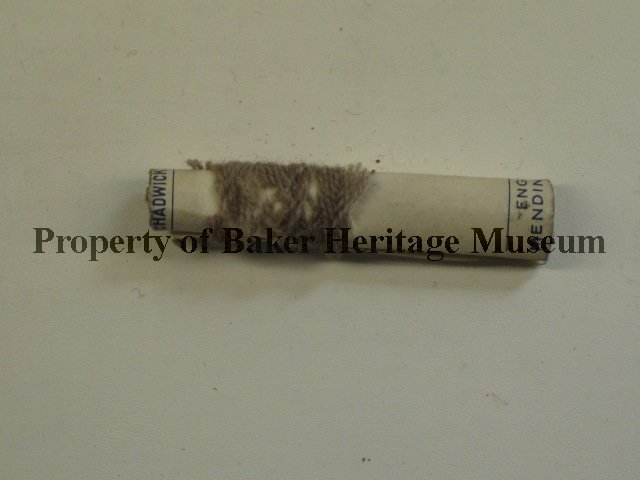 HADWICK
Property of Baker Heritage Museum
ENG
ENDIN